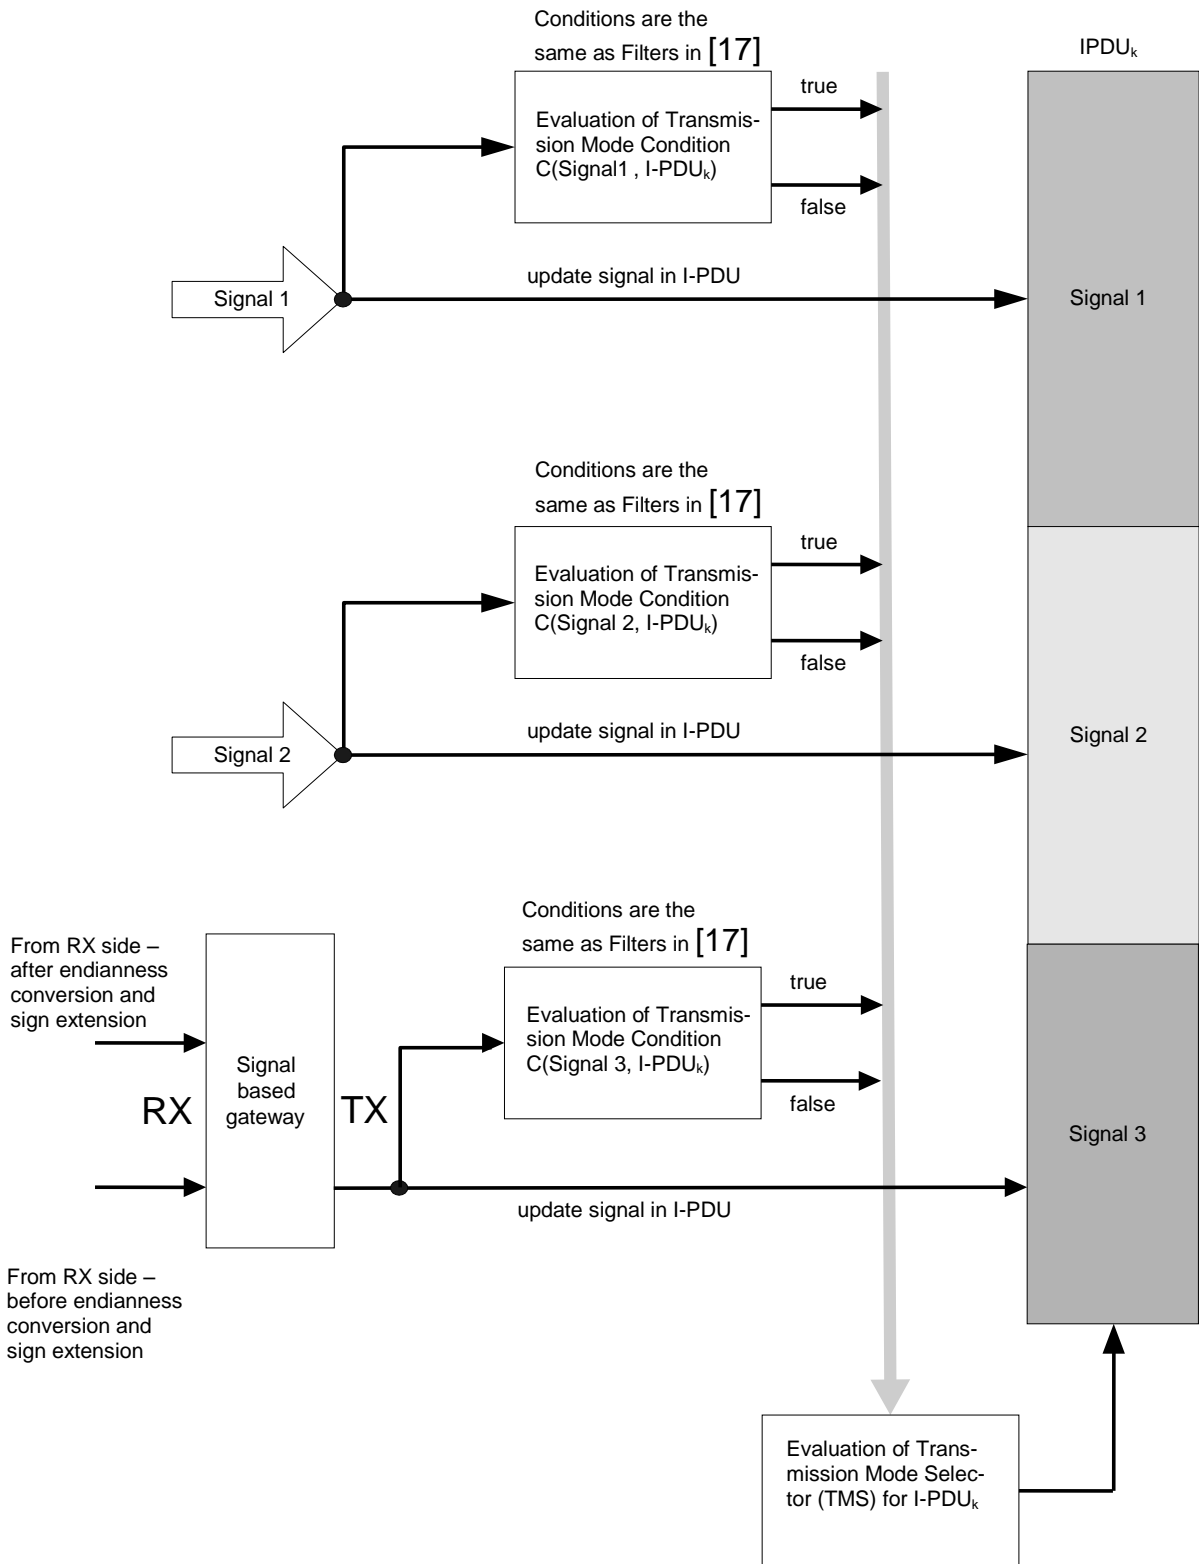 Conditions are the
same as Filters in [17]
IPDUk
true
Evaluation of Transmis-
sion Mode Condition
C(Signal1 , I-PDUk)
false
update signal in I-PDU
Signal 1
Signal 1
Conditions are the
same as Filters in [17]
true
Evaluation of Transmis-
sion Mode Condition
C(Signal 2, I-PDUk)
false
update signal in I-PDU
Signal 2
Signal 2
Conditions are the
same as Filters in [17]
From RX side –
after endianness
conversion and
sign extension
true
Evaluation of Transmis-
sion Mode Condition
C(Signal 3, I-PDUk)
false
Signal
based
gateway
RX
TX
Signal 3
update signal in I-PDU
From RX side –
before endianness
conversion and
sign extension
Evaluation of Trans-
mission Mode Selec-
tor (TMS) for I-PDUk